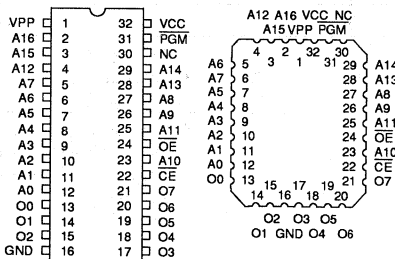 VPP 1 32 VCC
A16 2 31 PGM
A15 3 30 NC
A12 4 29 A14
A7 5 28 A13
A6 6 27 A8
A5 7 26 A9
A4 8 25 A11
A3 9 24 OE
A2 10 23 A10
A1 11 22 CE
A0 12 21 O7
O0 13 20 O6
O1 14 19 O5
O2 15 18 O4
GND 16 17 O3
A12 A16 VCC NC
A15 VPP PGM
4 2 32 30
3 1 31
A6 5 29 A14
A7 6 28 A13
A5 7 27 A8
A4 8 26 A9
A3 9 25 A11
A2 10 24 OE
A1 11 23 A10
A0 12 22 CE
O0 13 21 O7
15 17 19
14 16 18 20
O2 O3 O5
O1 GND O4 O6